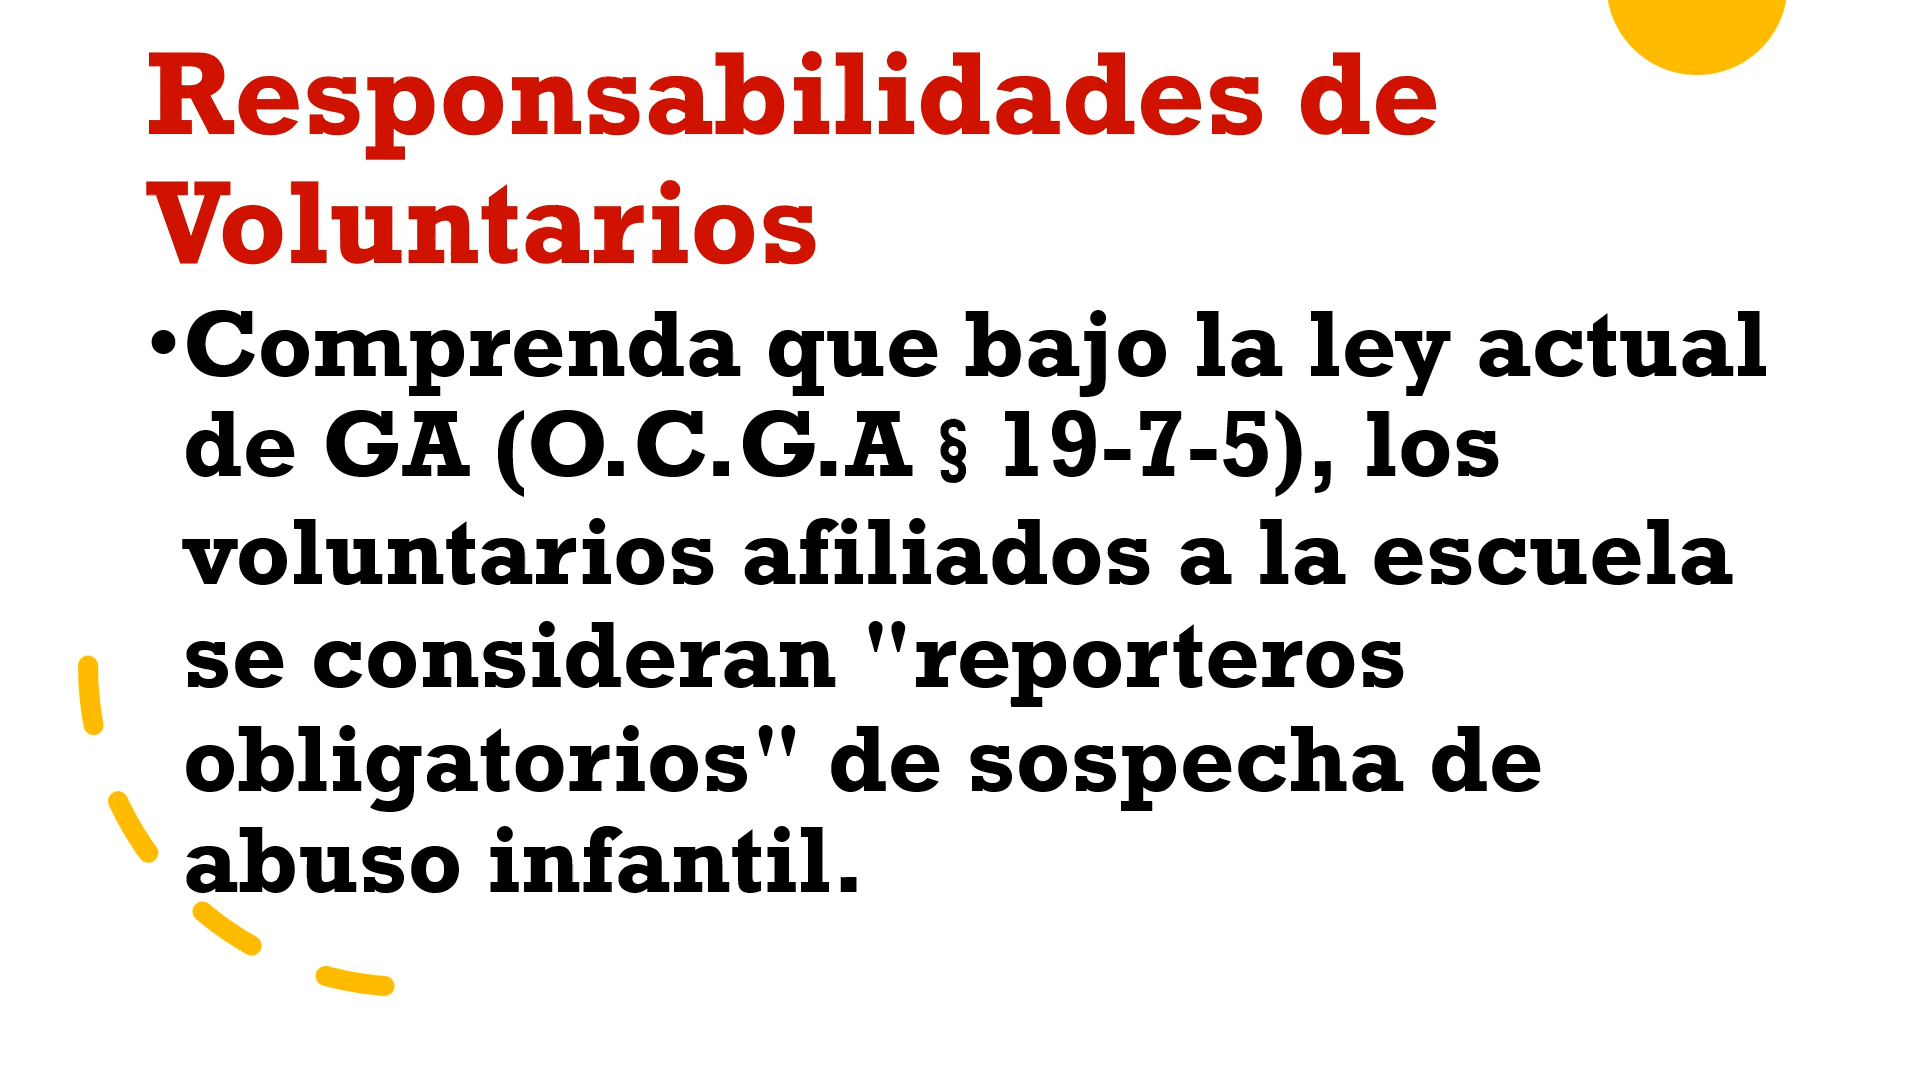 Responsabilidades de
Voluntarios
•Comprenda que bajo la ley actual
de GA (O.C.G.A § 19-7-5), los
voluntarios afiliados a la escuela
se consideran "reporteros
obligatorios" de sospecha de
abuso infantil.